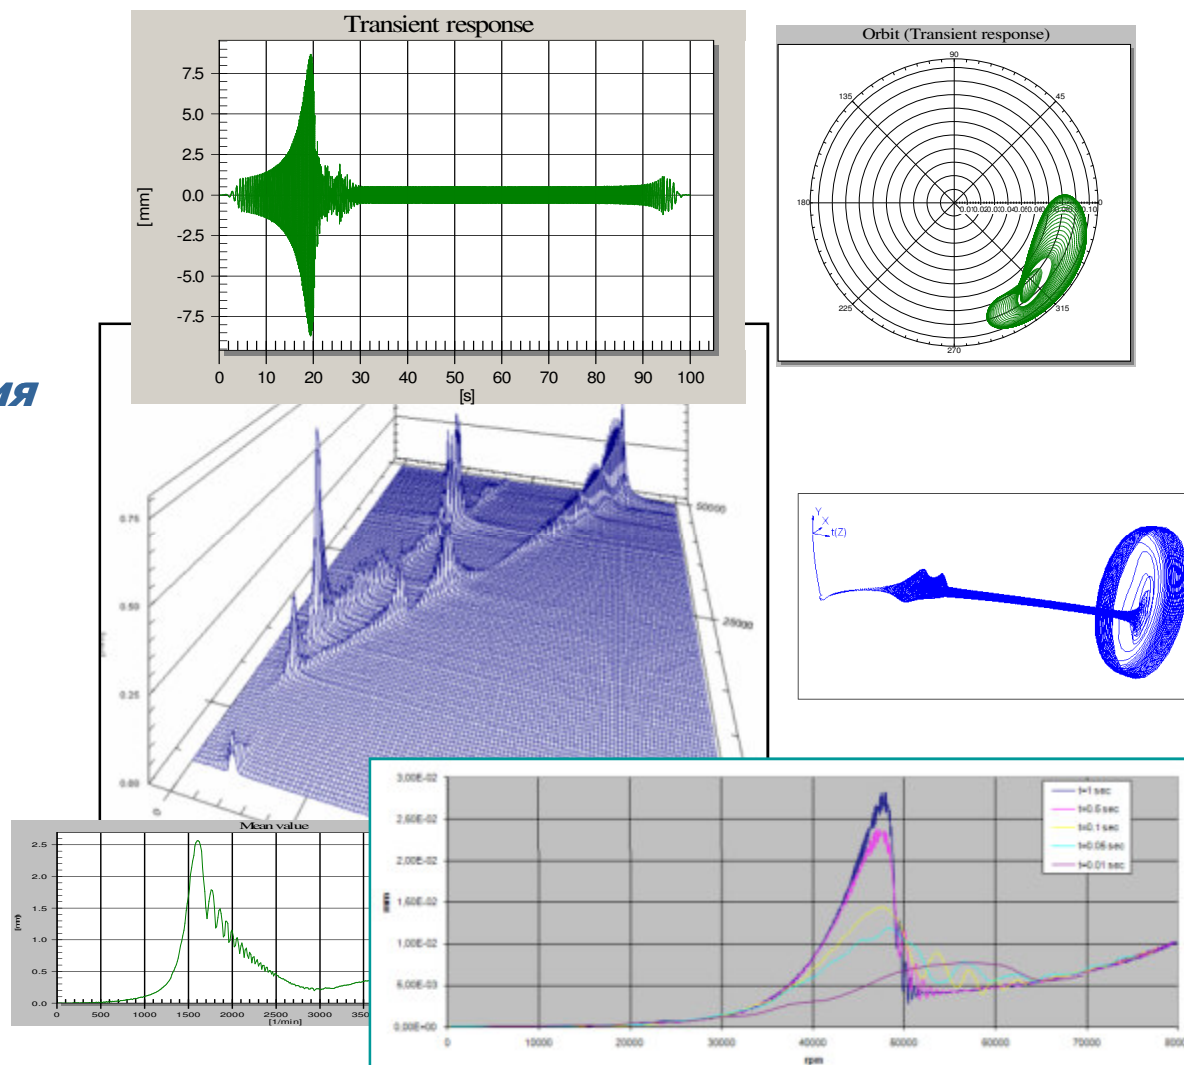 Transient response
7.5
5.0
2.5
0.0
-2.5
-5.0
-7.5
[mm]
0 10 20 30 40 50 60 70 80 90 100
[s]
Orbit (Transient response)
90
135 45
180 0
225 315
270
ия
0.75
0.50
0.25
0.00
0
25000
50000
Y
X
t(Z)
Mean value
2.5
2.0
1.5
1.0
0.5
0.0
0 500 1000 1500 2000 2500 3000
[1/min]
3,00E-02
2,50E-02
2,00E-02
1,50E-02
1,00E-02
5,00E-03
0,00E+00
mm
0 10000 20000 30000 40000 50000 60000 70000
rpm
t=1 sec
t=0.5 sec
t=0.1 sec
t=0.05 sec
t=0.01 sec